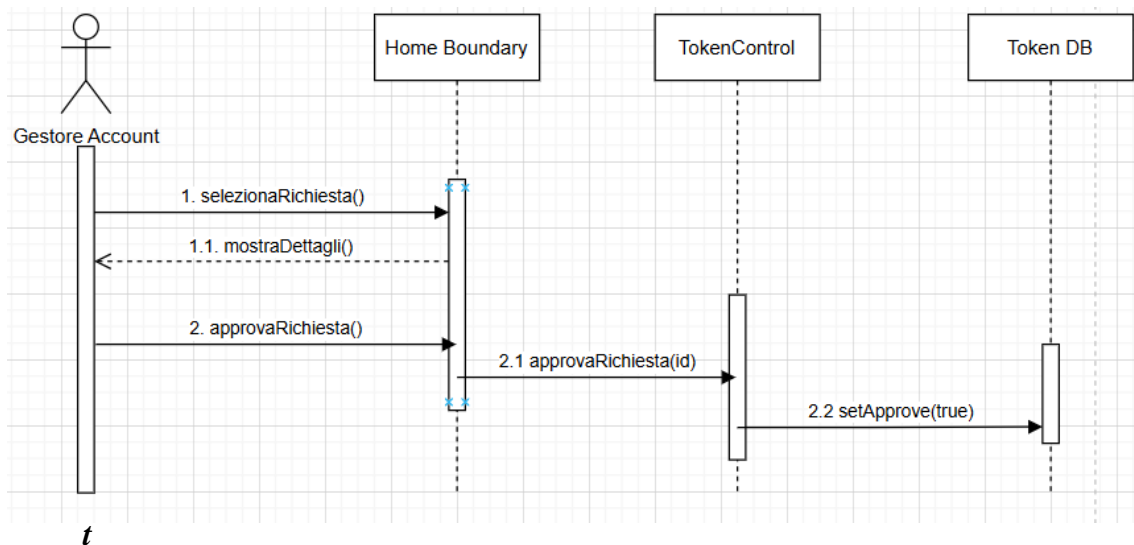 Home Boundary
TokenControl
Token DB
Gestore Account
1. selezionaRichiesta()
1.1. mostraDettagli()
2. approvaRichiesta()
2.1 approvaRichiesta(id)
2.2 setApprove(true)
t